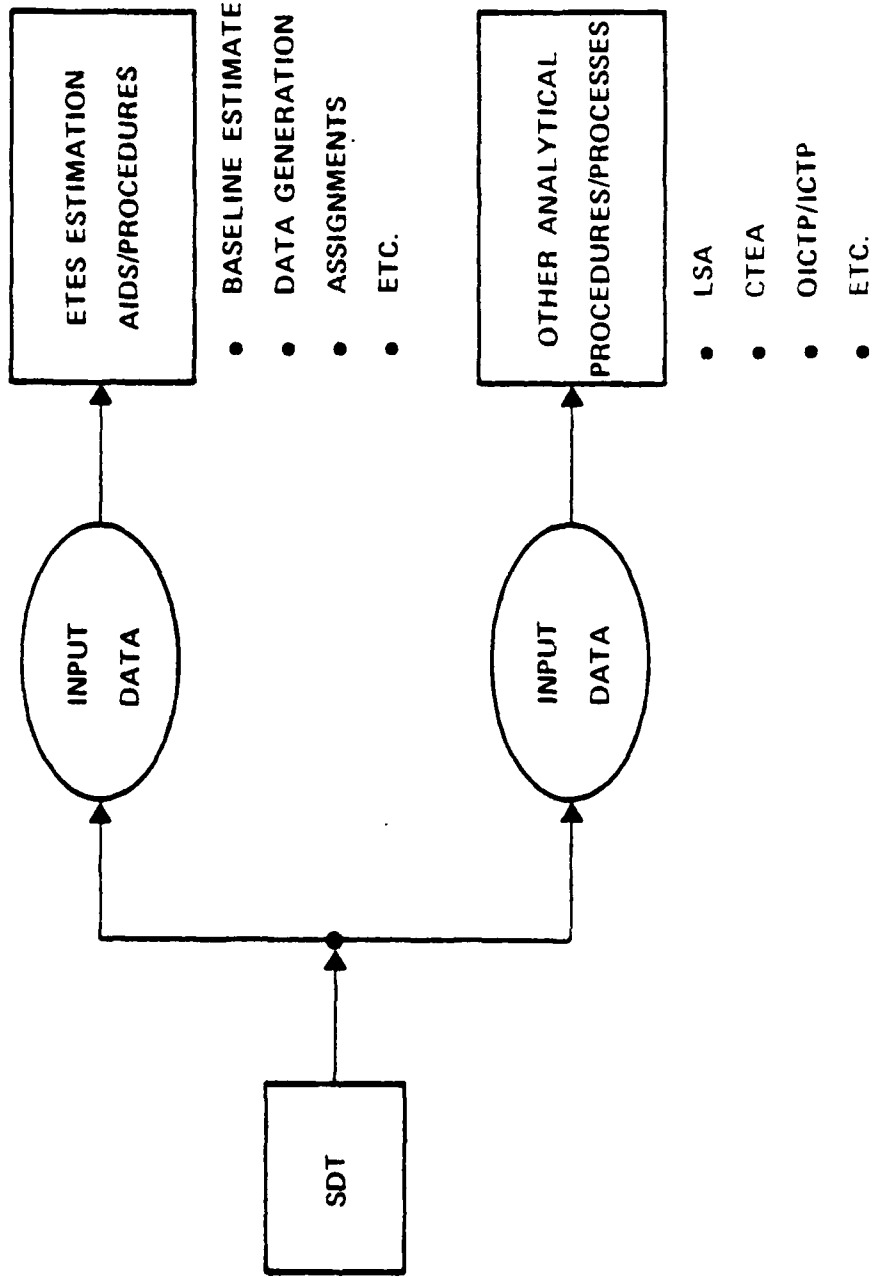 SDT
INPUT
DATA
ETES ESTIMATION
AIDS/PROCEDURES
• BASELINE ESTIMATE
• DATA GENERATION
• ASSIGNMENTS
• ETC.
INPUT
DATA
OTHER ANALYTICAL
PROCEDURES/PROCESSES
• LSA
• CTEA
• OICTP/ICTP
• ETC.